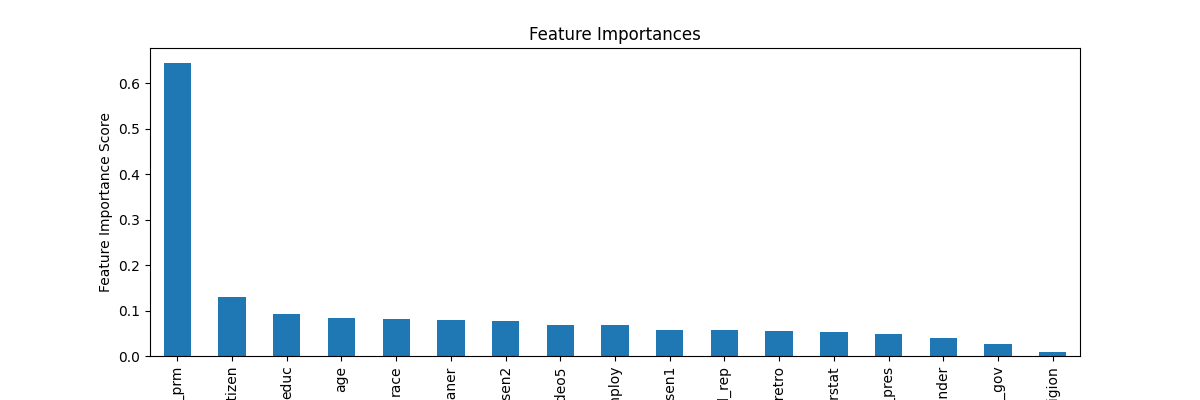 Feature Importances
Feature Importance Score
0.6
0.5
0.4
0.3
0.2
0.1
0.0
_prm
tizen
educ
age
race
aner
sen2
deo5
nploy
sen1
l_rep
retro
rstat
_pres
nder
_gov
igion